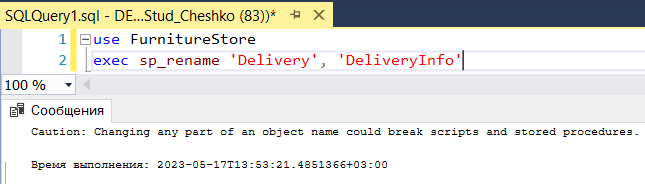 SQLQuery1.sql - DE...Stud_Cheshko (83))*
1 use FurnitureStore
2 exec sp_rename 'Delivery', 'DeliveryInfo'
100 %
Сообщения
Caution: Changing any part of an object name could break scripts and stored procedures.
Время выполнения: 2023-05-17T13:53:21.4851366+03:00